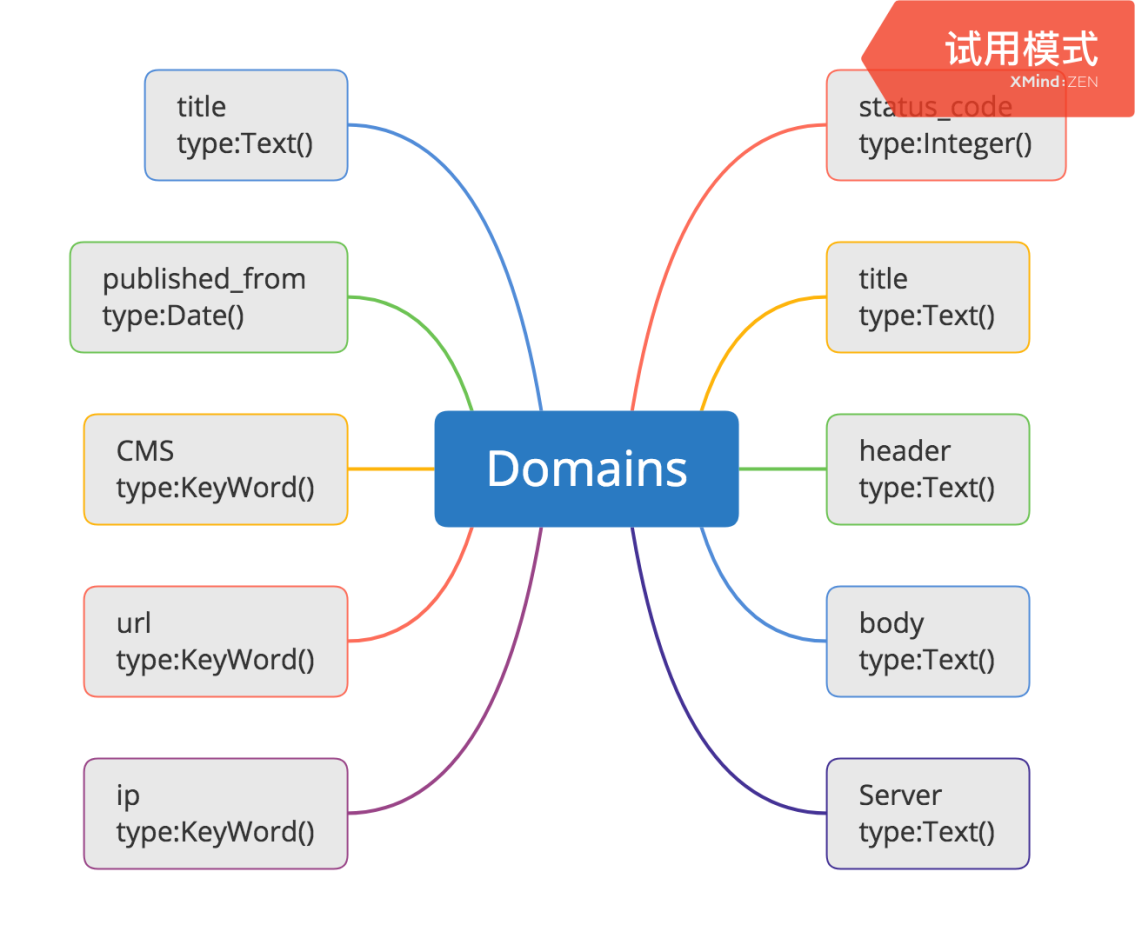 试用模式
XMind:ZEN
title
type:Text()
status_code
type:Integer()
published_from
type:Date()
title
type:Text()
CMS
type:KeyWord()
Domains
header
type:Text()
url
type:KeyWord()
body
type:Text()
ip
type:KeyWord()
Server
type:Text()